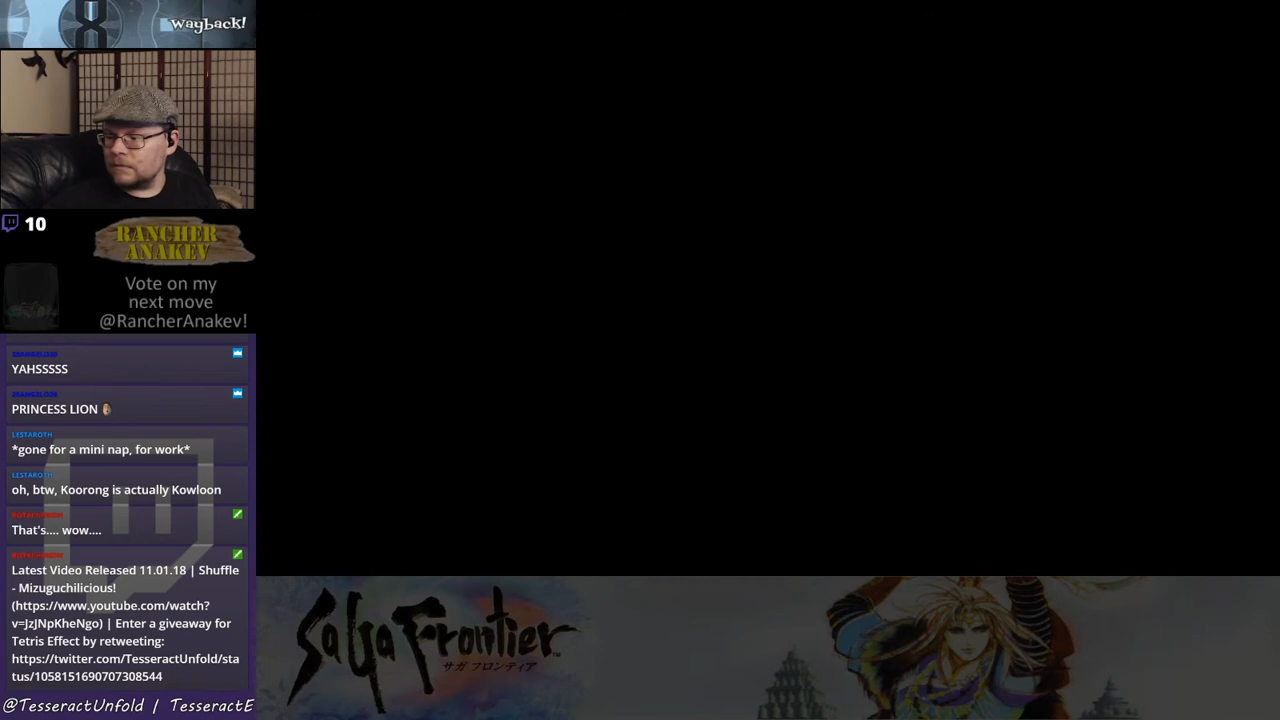 wayback!
10
RANCHER
ANAKEV
Vote on my
next move
@RancherAnakev!
YAHSSSSS
PRINCESS LION
LESTAROTH
*gone for a mini nap, for work*
LESTAROTH
oh, btw, Koorong is actually Kowloon
That's.... wow....
Latest Video Released 11.01.18 | Shuffle
- Mizuguchilicious!
(https://www.youtube.com/watch?
v=JzJNpKheNgo) | Enter a giveaway for
Tetris Effect by retweeting:
https://twitter.com/TesseractUnfold/sta
tus/1058151690707308544
@TesseractUnfold / TesseractE
SaGa Frontier
サガ フロンティア